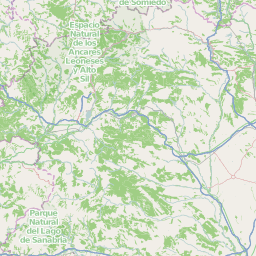 de Somiedo
Espacio
Natural
de los
Ancares
Leoneses
y Alto
Sil
Parque
Natural
del Lago
de Sanabria